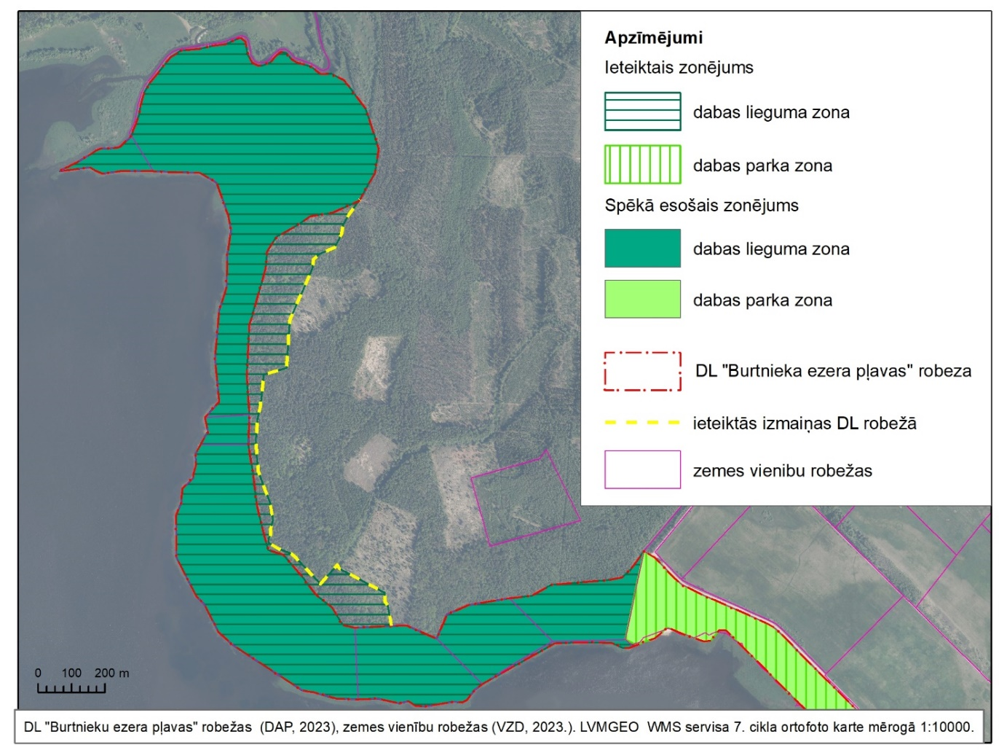 Apzīmējumi
Ieteiktais zonējums
dabas lieguma zona
dabas parka zona
Spēkā esošais zonējums
dabas lieguma zona
dabas parka zona
DL "Burtnieka ezera pļavas" robeza
ieteiktās izmaiņas DL robežā
zemes vienibu robežas
0 100 200 m
DL "Burtnieku ezera pļavas" robežas (DAP, 2023), zemes vienību robežas (VZD, 2023.). LVMGEO WMS servisa 7. cikla ortofoto karte mērogā 1:10000.